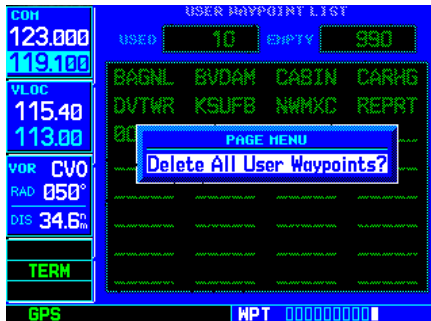 COM
123.000
119.100
VLOC
115.40
113.00
VOR CVO
RAD 050°
DIS 34.6nm
TERM
GPS
USER WAYPOINT LIST
USED 10 EMPTY 990
BAGNL BVDAM CABIN CARHG
DVTWR KSUFB NWMXC REPRT
PAGE MENU
Delete All User Waypoints?
WPT